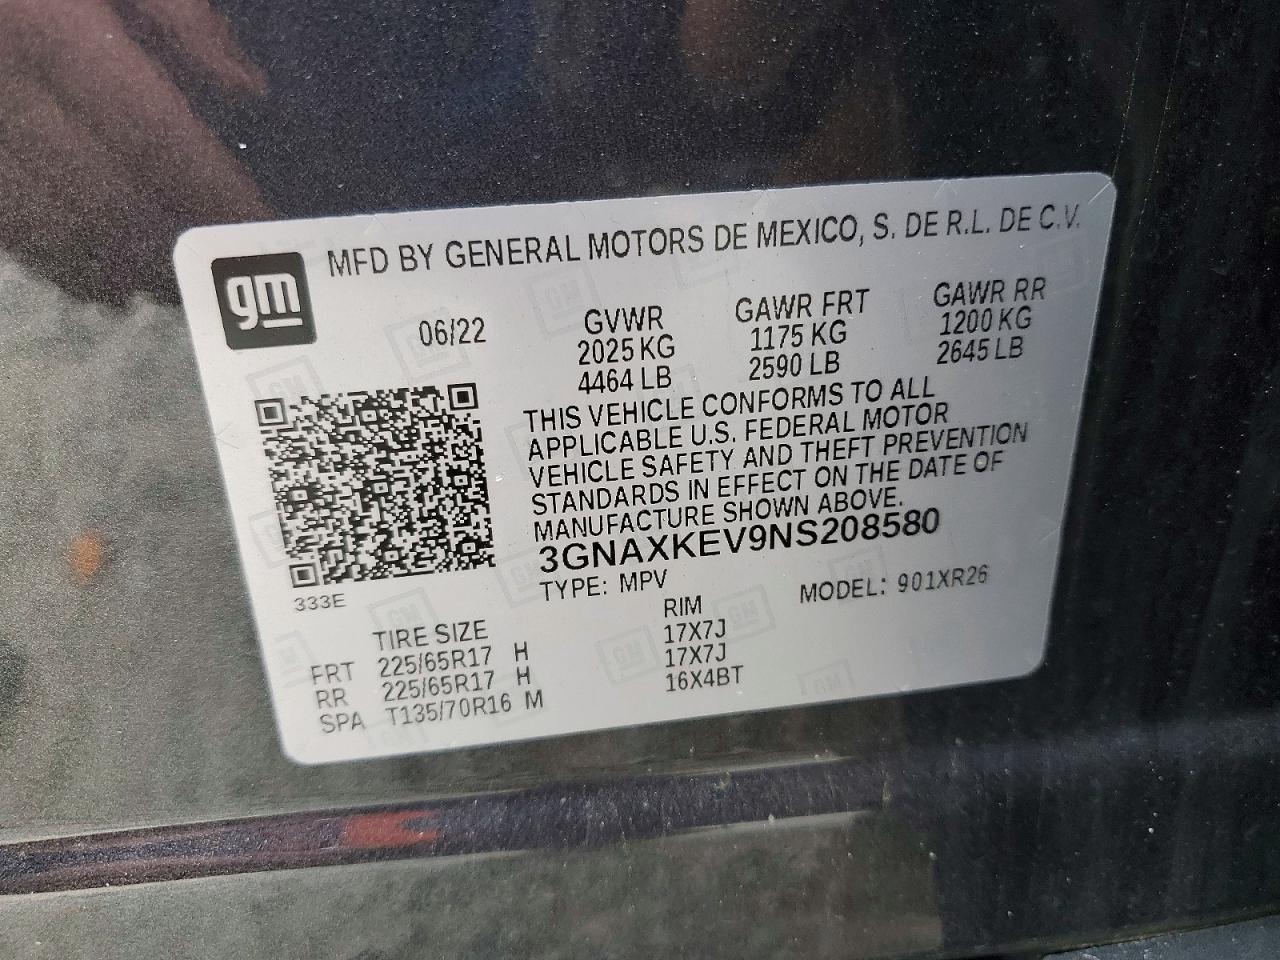 gm
MFD BY GENERAL MOTORS DE MEXICO, S. DE R.L. DE C.V.
06/22
GVWR
2025 KG
4464 LB
GAWR FRT
1175 KG
2590 LB
GAWR RR
1200 KG
2645 LB
THIS VEHICLE CONFORMS TO ALL
APPLICABLE U.S. FEDERAL MOTOR
VEHICLE SAFETY AND THEFT PREVENTION
STANDARDS IN EFFECT ON THE DATE OF
MANUFACTURE SHOWN ABOVE.
3GNAXKEV9NS208580
TYPE: MPV MODEL: 901XR26
333E
TIRE SIZE RIM
FRT 225/65R17 H 17X7J
RR 225/65R17 H 17X7J
SPA T135/70R16 M 16X4BT